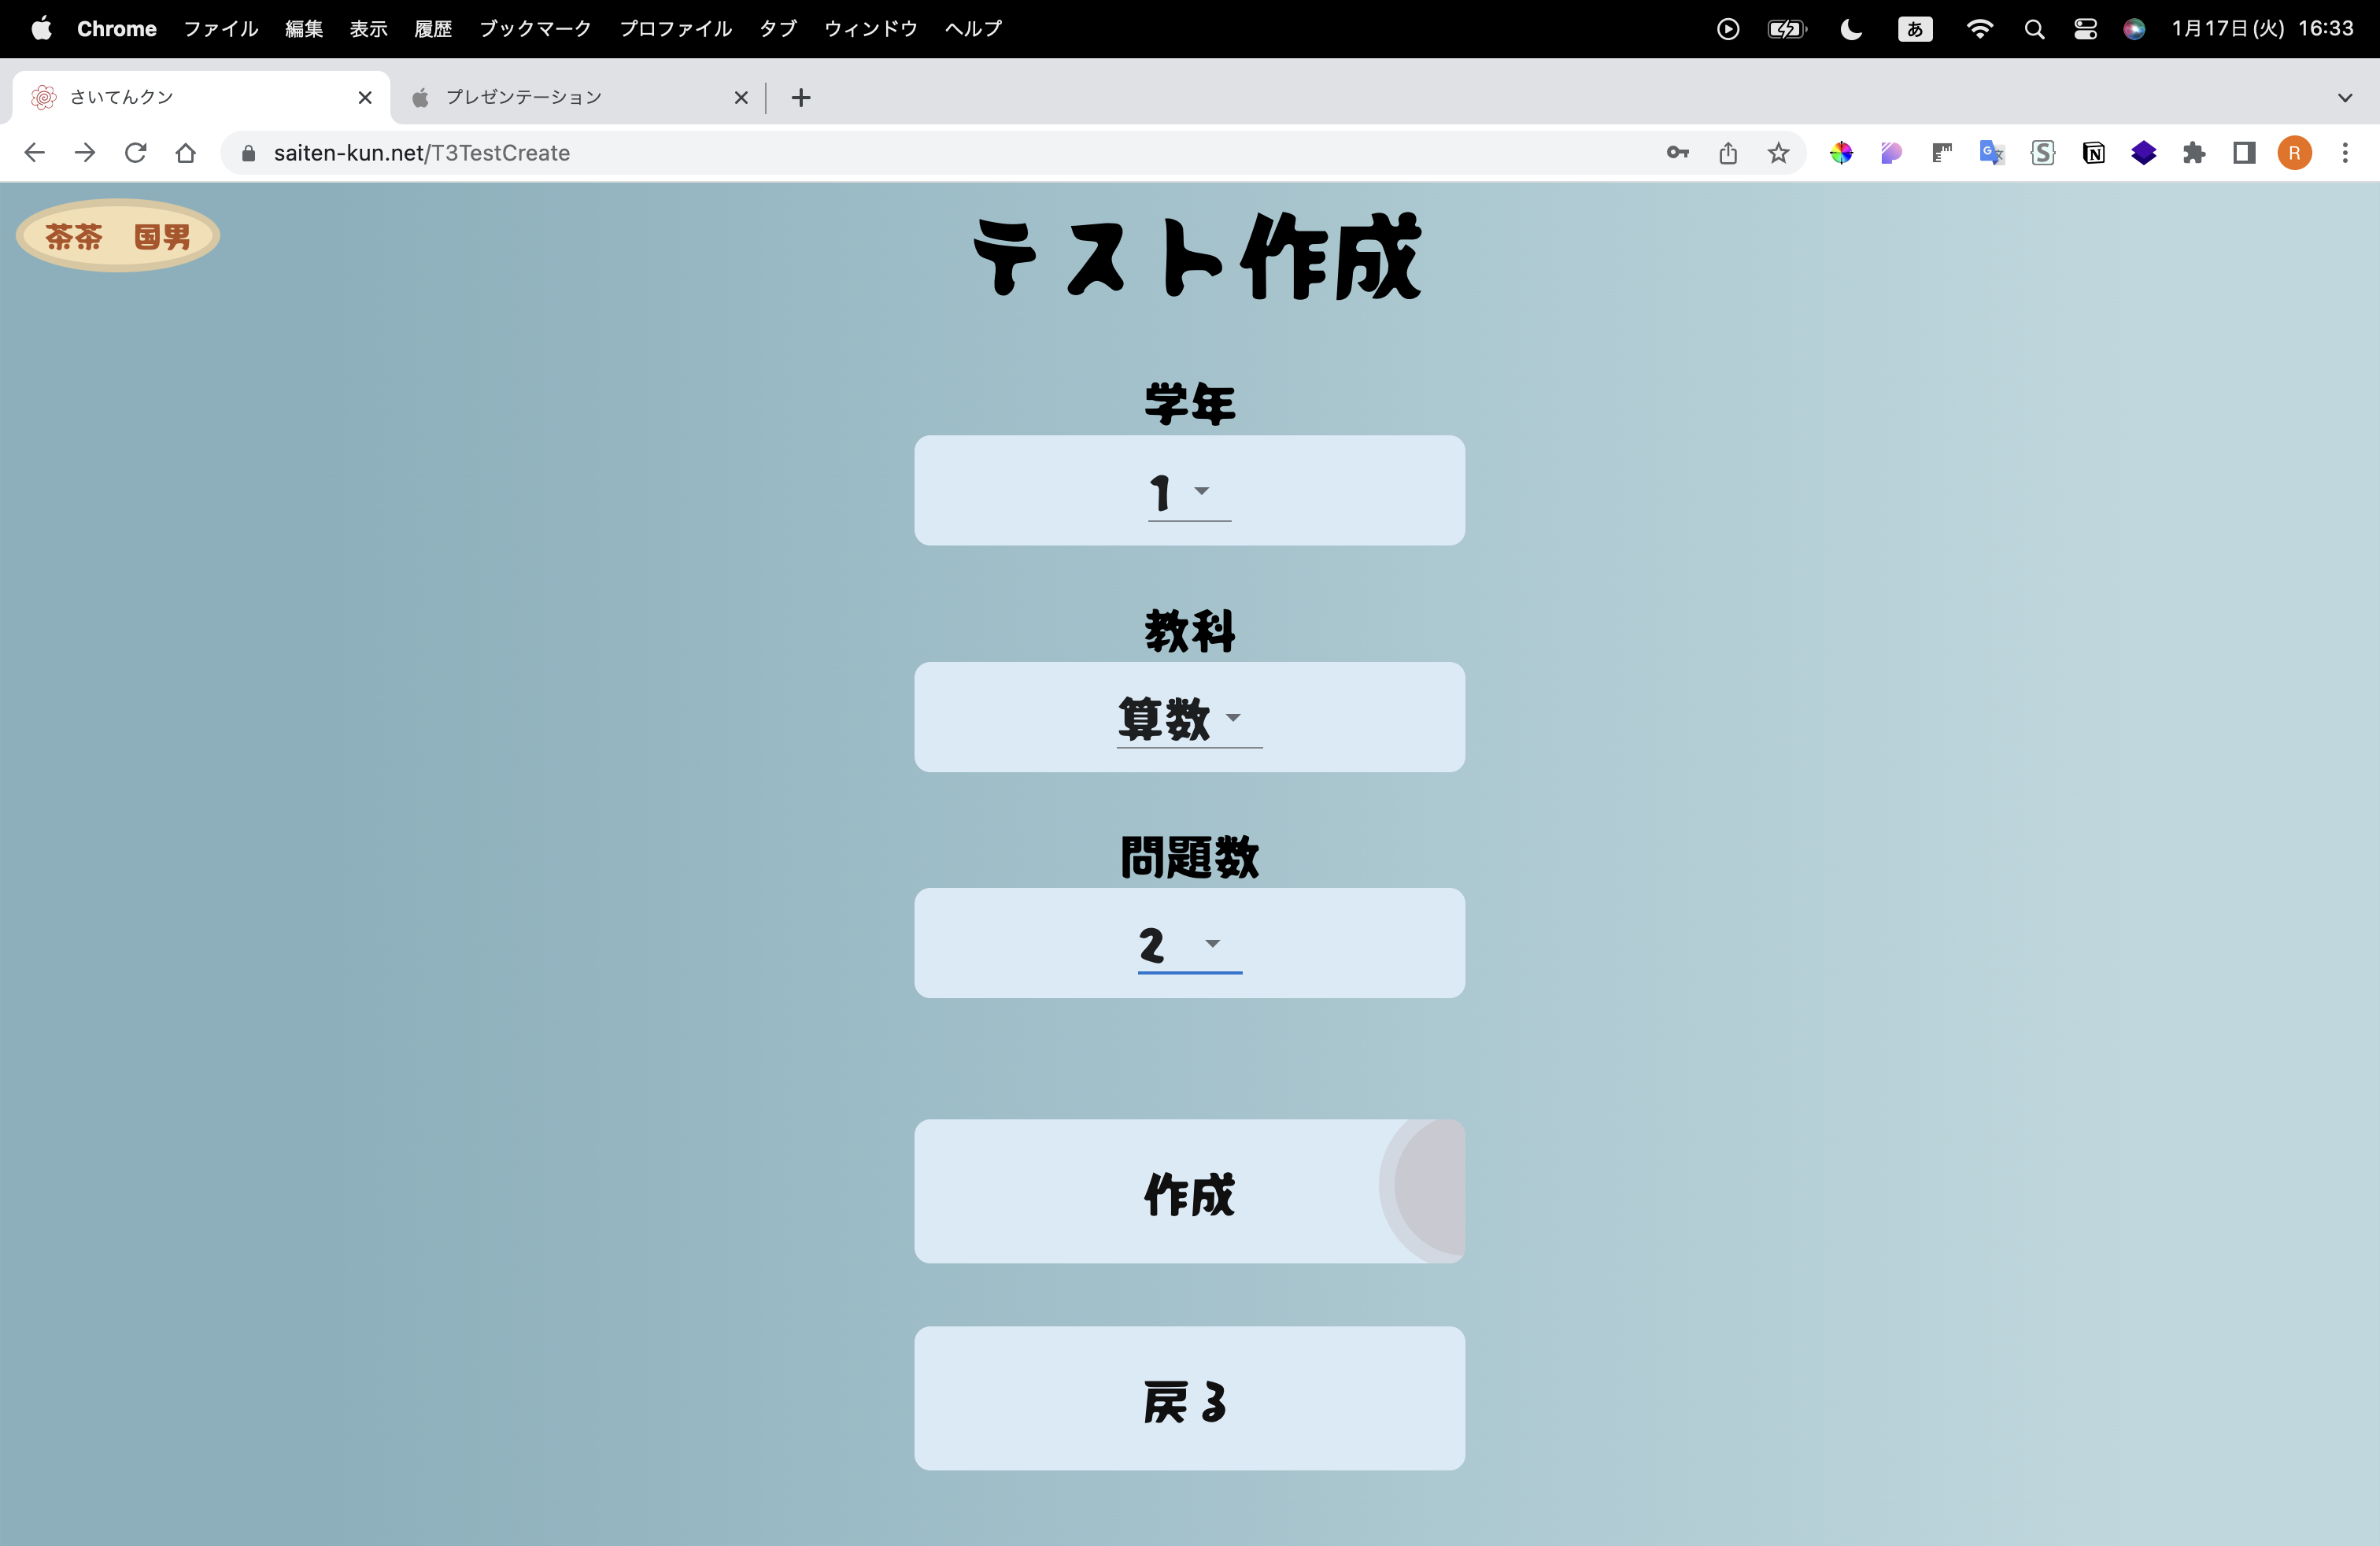 Chrome ファイル 編集 表示 履歴 ブックマーク プロファイル タブ ウィンドウ ヘルプ あ 1月17日(火) 16:33
さいてんクン プレゼンテーション
saiten-kun.net/T3TestCreate R
茶茶　国男
テスト作成
学年
1
教科
算数
問題数
2
作成
戻る